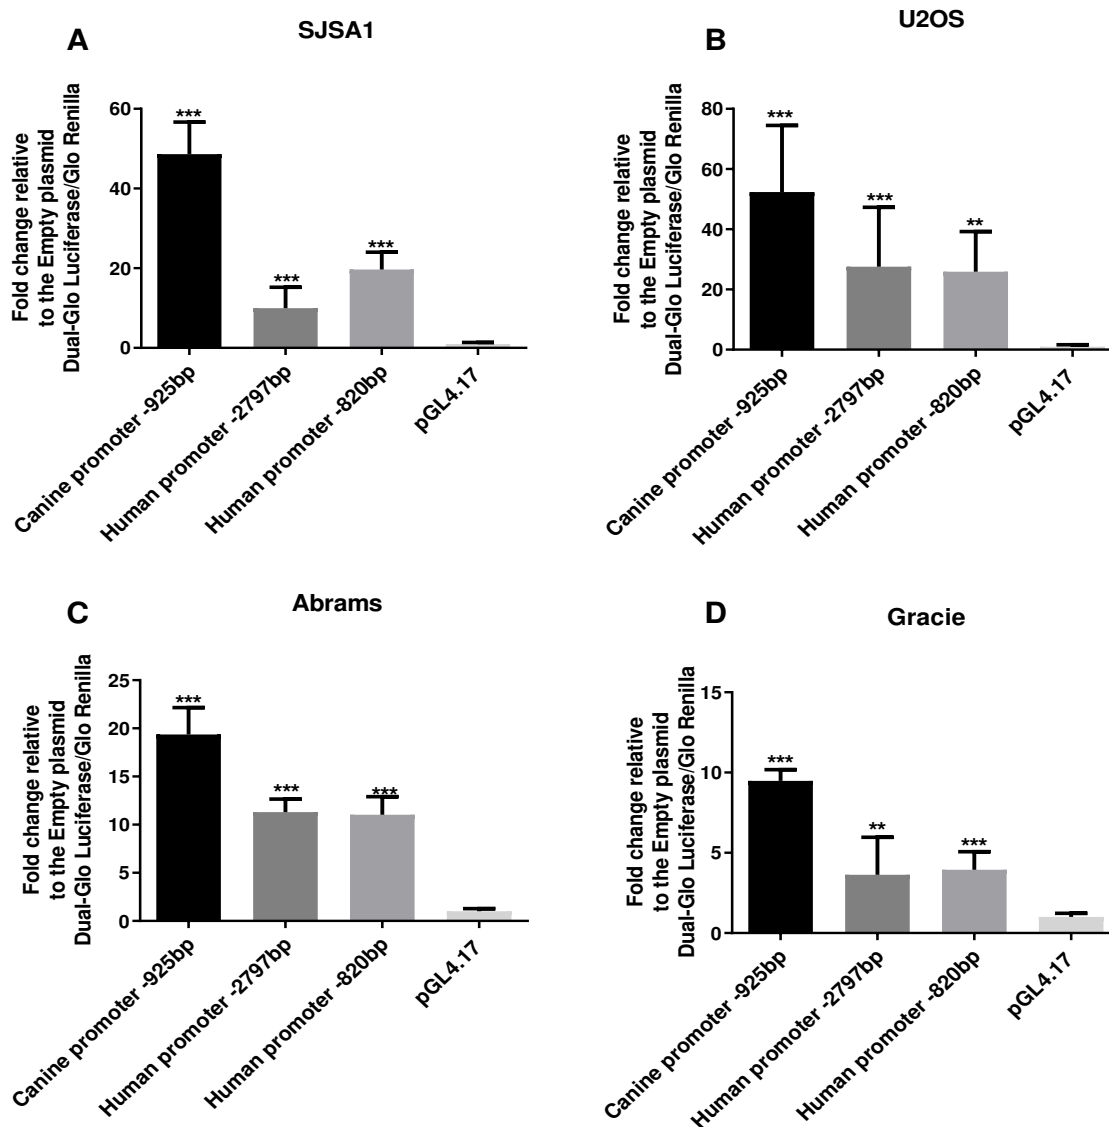 A
SJSA1
Fold change relative
to the Empty plasmid
Dual-Glo Luciferase/Glo Renilla
60
40
20
0
***
***
***
Canine promoter -925bp
Human promoter -2797bp
Human promoter -820bp
pGL4.17
B
U2OS
Fold change relative
to the Empty plasmid
Dual-Glo Luciferase/Glo Renilla
80
60
40
20
0
***
***
**
Canine promoter -925bp
Human promoter -2797bp
Human promoter -820bp
pGL4.17
C
Abrams
Fold change relative
to the Empty plasmid
Dual-Glo Luciferase/Glo Renilla
25
20
15
10
5
0
***
***
***
Canine promoter -925bp
Human promoter -2797bp
Human promoter -820bp
pGL4.17
D
Gracie
Fold change relative
to the Empty plasmid
Dual-Glo Luciferase/Glo Renilla
15
10
5
0
***
**
***
Canine promoter -925bp
Human promoter -2797bp
Human promoter -820bp
pGL4.17